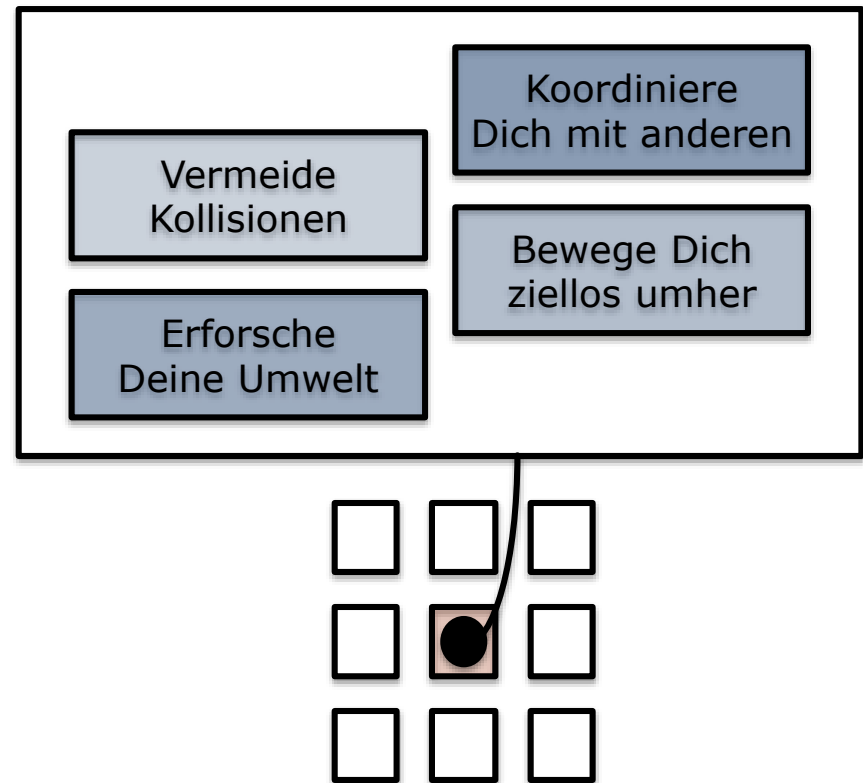 Koordiniere
Dich mit anderen
Vermeide
Kollisionen
Bewege Dich
ziellos umher
Erforsche
Deine Umwelt